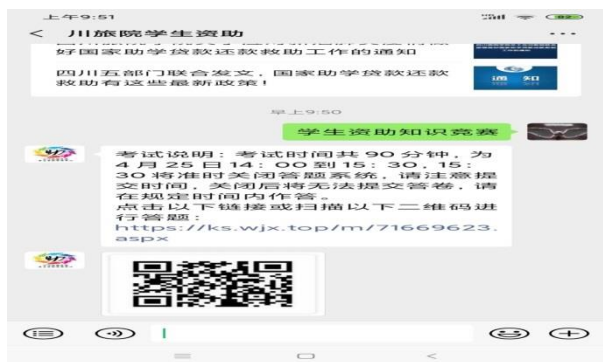 上午9:51
川旅院学生资助
好国家助学贷款还款救助工作的通知
四川五部门联合发文，国家助学贷款还款
救助有这些最新政策！
通知
早上9:50
学生资助知识竞赛
考试说明：考试时间共90分钟，为
4月25日14：00到15：30，15：
30将准时关闭答题系统，请注意提
交时间，关闭后将无法提交答卷，请
在规定时间内作答。
点击以下链接或扫描以下二维码进
行答题：
https://ks.wjx.top/m/71669623.
aspx